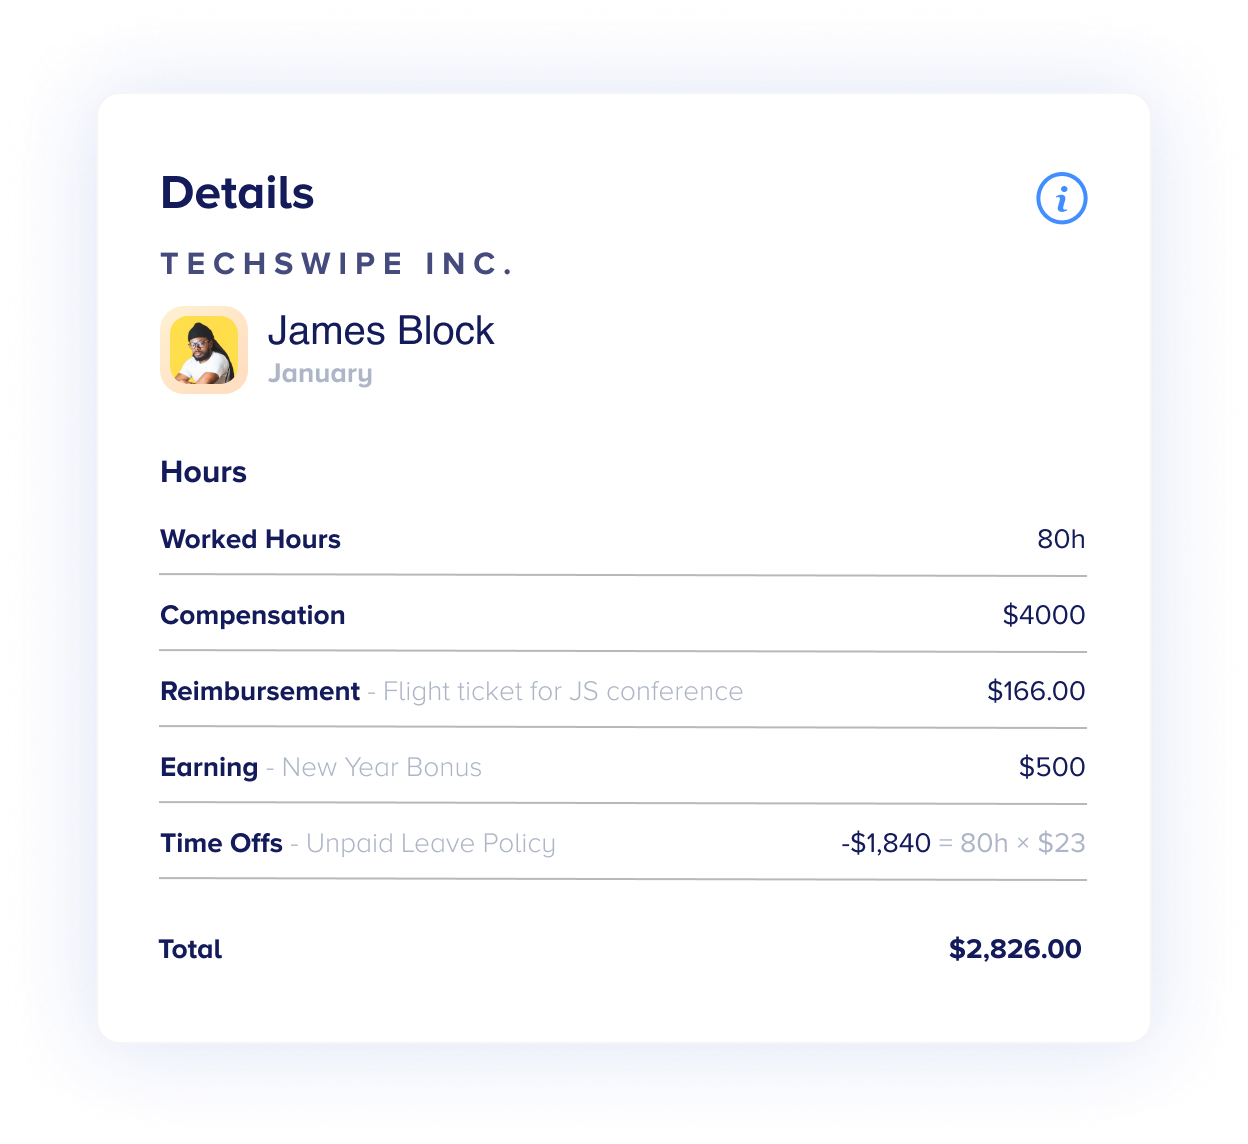 Details
i
TECHSWIPE INC.
James Block
January
Hours
Worked Hours 80h
Compensation $4000
Reimbursement - Flight ticket for JS conference $166.00
Earning - New Year Bonus $500
Time Offs - Unpaid Leave Policy -$1,840 = 80h × $23
Total $2,826.00